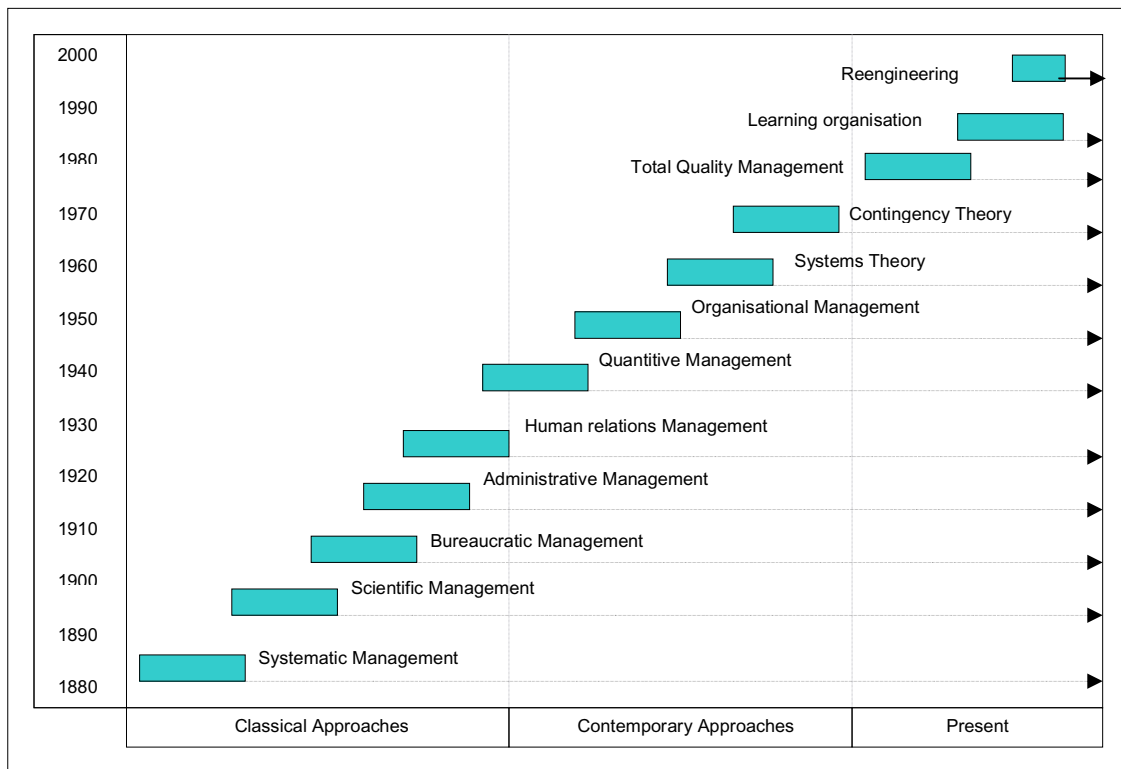 2000
Reengineering
1990
Learning organisation
1980
Total Quality Management
1970
Contingency Theory
1960
Systems Theory
1950
Organisational Management
1940
Quantitive Management
1930
Human relations Management
1920
Administrative Management
1910
Bureaucratic Management
1900
Scientific Management
1890
Systematic Management
1880
Classical Approaches
Contemporary Approaches
Present